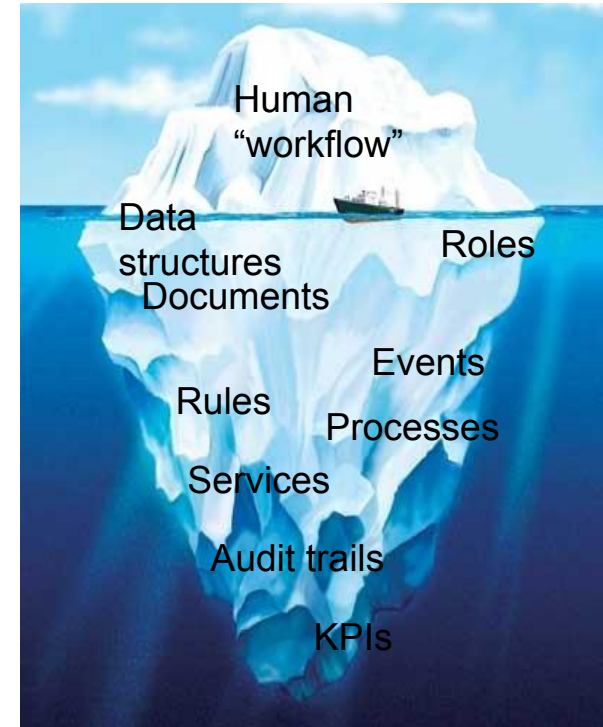 Human
“workflow”
Data
structures
Roles
Documents
Events
Rules
Processes
Services
Audit trails
KPIs